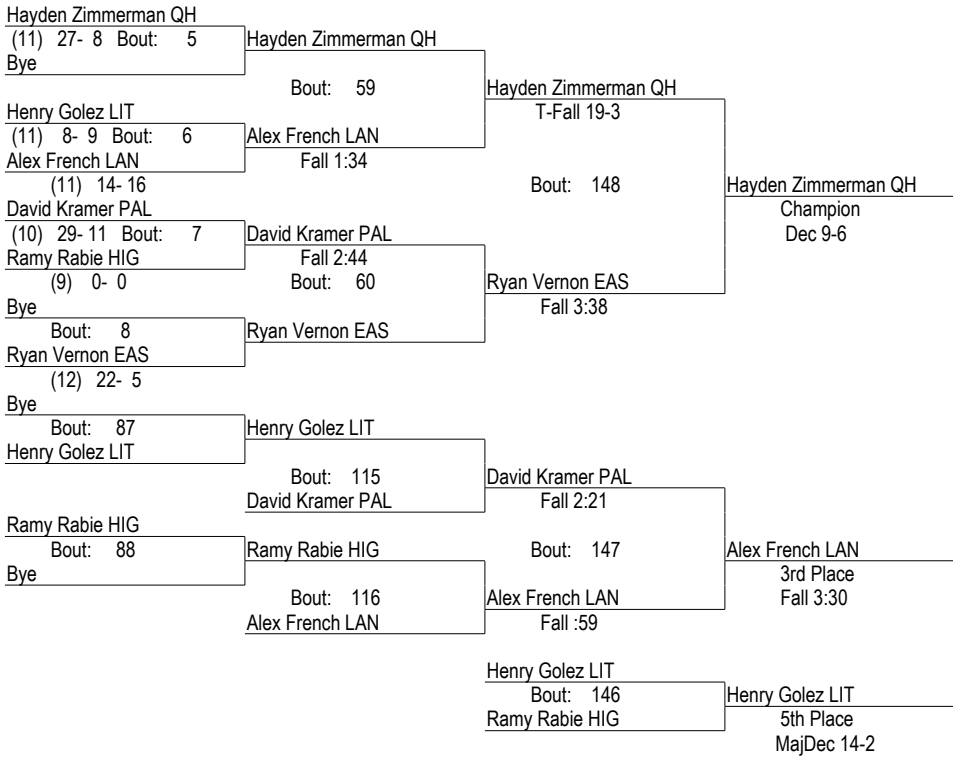 Hayden Zimmerman QH
(11) 27- 8 Bout: 5 Hayden Zimmerman QH
Bye
Bout: 59 Hayden Zimmerman QH
Henry Golez LIT T-Fall 19-3
(11) 8- 9 Bout: 6 Alex French LAN
Alex French LAN Fall 1:34
(11) 14- 16 Bout: 148 Hayden Zimmerman QH
David Kramer PAL Champion
(10) 29- 11 Bout: 7 David Kramer PAL Dec 9-6
Ramy Rabie HIG Fall 2:44
(9) 0- 0 Bout: 60 Ryan Vernon EAS
Bye Fall 3:38
Bout: 8 Ryan Vernon EAS
Ryan Vernon EAS
(12) 22- 5
Bye
Bout: 87 Henry Golez LIT
Henry Golez LIT
Bout: 115 David Kramer PAL
David Kramer PAL Fall 2:21
Ramy Rabie HIG
Bout: 88 Ramy Rabie HIG Bout: 147 Alex French LAN
Bye 3rd Place
Bout: 116 Alex French LAN Fall 3:30
Alex French LAN Fall :59
Henry Golez LIT
Bout: 146 Henry Golez LIT
Ramy Rabie HIG 5th Place
MajDec 14-2